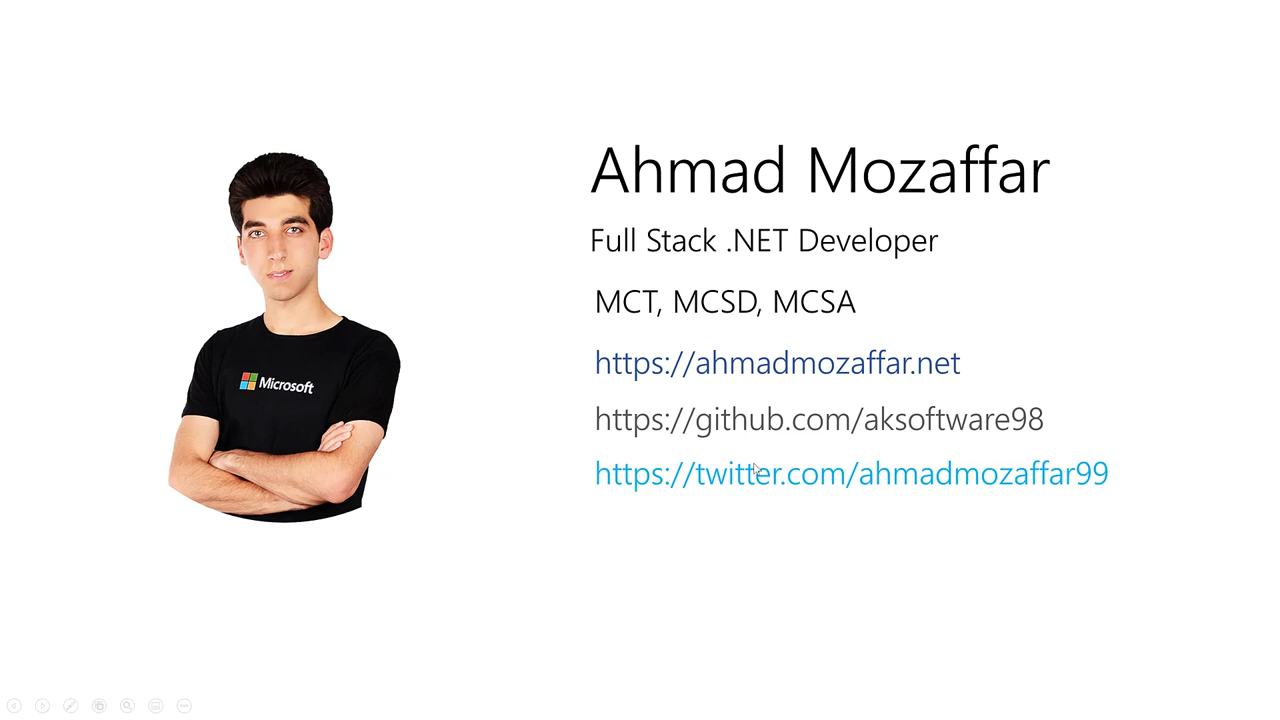 Ahmad Mozaffar
Full Stack .NET Developer
MCT, MCSD, MCSA
https://ahmadmozaffar.net
https://github.com/aksoftware98
https://twitter.com/ahmadmozaffar99
Microsoft